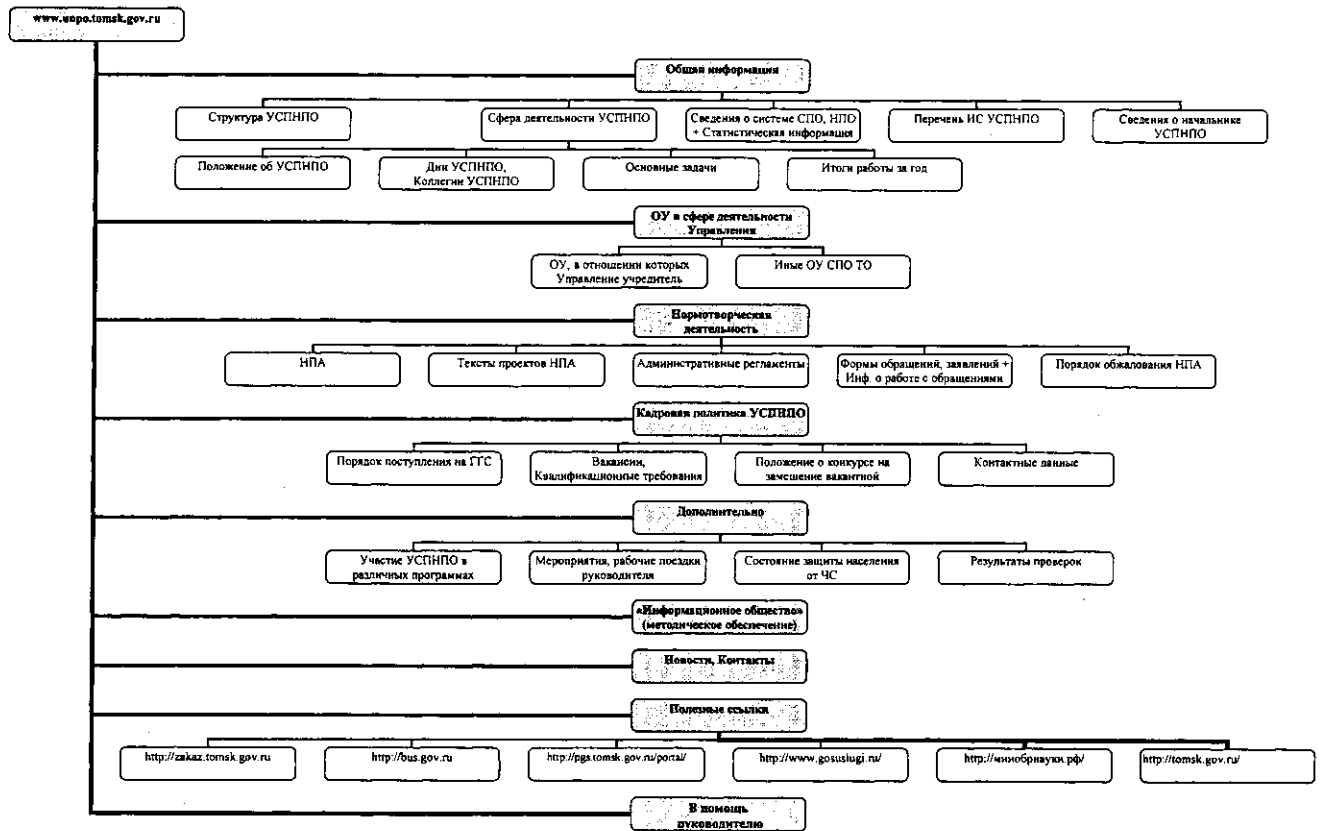 www.unpo.tomsk.gov.ru
Общая информация
Структура УСПНПО
Сфера деятельности УСПНПО
Сведения о системе СПО, НПО
+ Статистическая информация
Перечень ИС УСПНПО
Сведения о начальнике
УСПНПО
Положение об УСПНПО
Дни УСПНПО,
Коллегии УСПНПО
Основные задачи
Итоги работы за год
ОУ в сфере деятельности
Управления
ОУ, в отношении которых
Управление учредитель
Иные ОУ СПО ТО
Нормотворческая
деятельность
НПА
Тексты проектов НПА
Административные регламенты
Формы обращений, заявлений +
Инф. о работе с обращениями
Порядок обжалования НПА
Кадровая политика УСПНПО
Порядок поступления на ГГС
Вакансии,
Квалификационные требования
Положение о конкурсе на
замещение вакантной
Контактные данные
Дополнительно
Участие УСПНПО в
различных программах
Мероприятия, рабочие поездки
руководителя
Состояние защиты населения
от ЧС
Результаты проверок
«Информационное общество»
(методическое обеспечение)
Новости, Контакты
Полезные ссылки
http://zakaz.tomsk.gov.ru
http://bus.gov.ru
http://pgs.tomsk.gov.ru/portal/
http://www.gosuslugi.ru/
http://минобрнауки.рф/
http://tomsk.gov.ru/
В помощь
руководителю